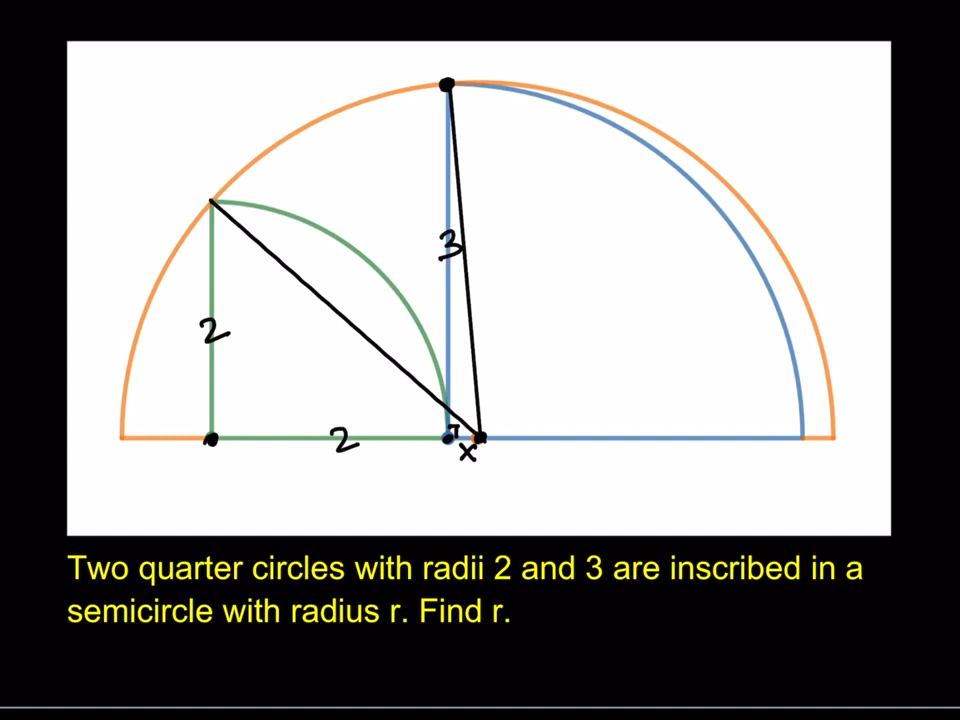 3
2
2
x
Two quarter circles with radii 2 and 3 are inscribed in a
semicircle with radius r. Find r.